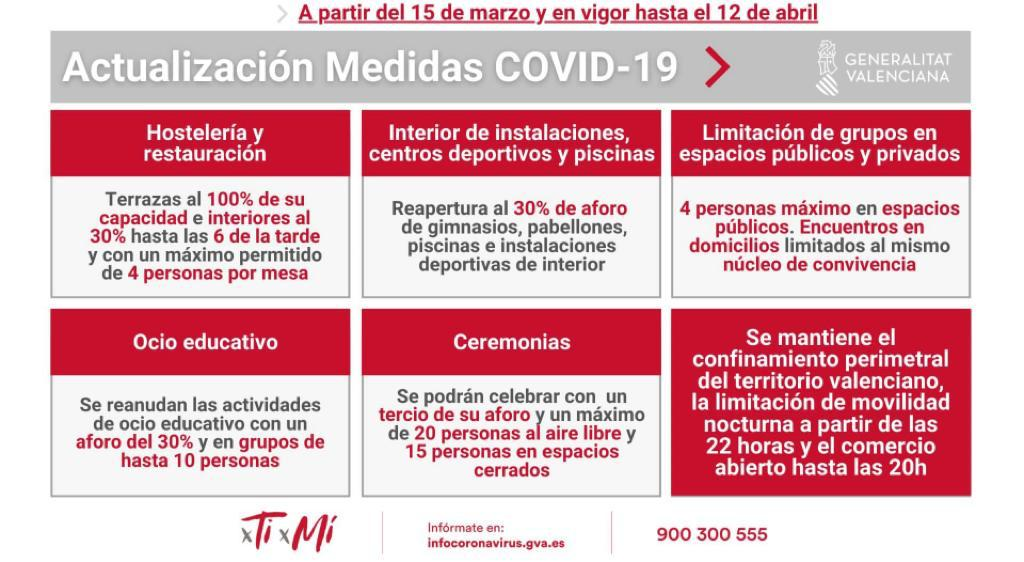 A partir del 15 de marzo y en vigor hasta el 12 de abril
Actualización Medidas COVID-19
GENERALITAT
VALENCIANA
Hostelería y
restauración
Terrazas al 100% de su
capacidad e interiores al
30% hasta las 6 de la tarde
y con un máximo permitido
de 4 personas por mesa
Interior de instalaciones,
centros deportivos y piscinas
Reapertura al 30% de aforo
de gimnasios, pabellones,
piscinas e instalaciones
deportivas de interior
Limitación de grupos en
espacios públicos y privados
4 personas máximo en espacios
públicos. Encuentros en
domicilios limitados al mismo
núcleo de convivencia
Ocio educativo
Se reanudan las actividades
de ocio educativo con un
aforo del 30% y en grupos de
hasta 10 personas
Ceremonias
Se podrán celebrar con un
tercio de su aforo y un máximo
de 20 personas al aire libre y
15 personas en espacios
cerrados
Se mantiene el
confinamiento perimetral
del territorio valenciano,
la limitación de movilidad
nocturna a partir de las
22 horas y el comercio
abierto hasta las 20h
xTi xMí
Infórmate en:
infocoronavirus.gva.es
900 300 555